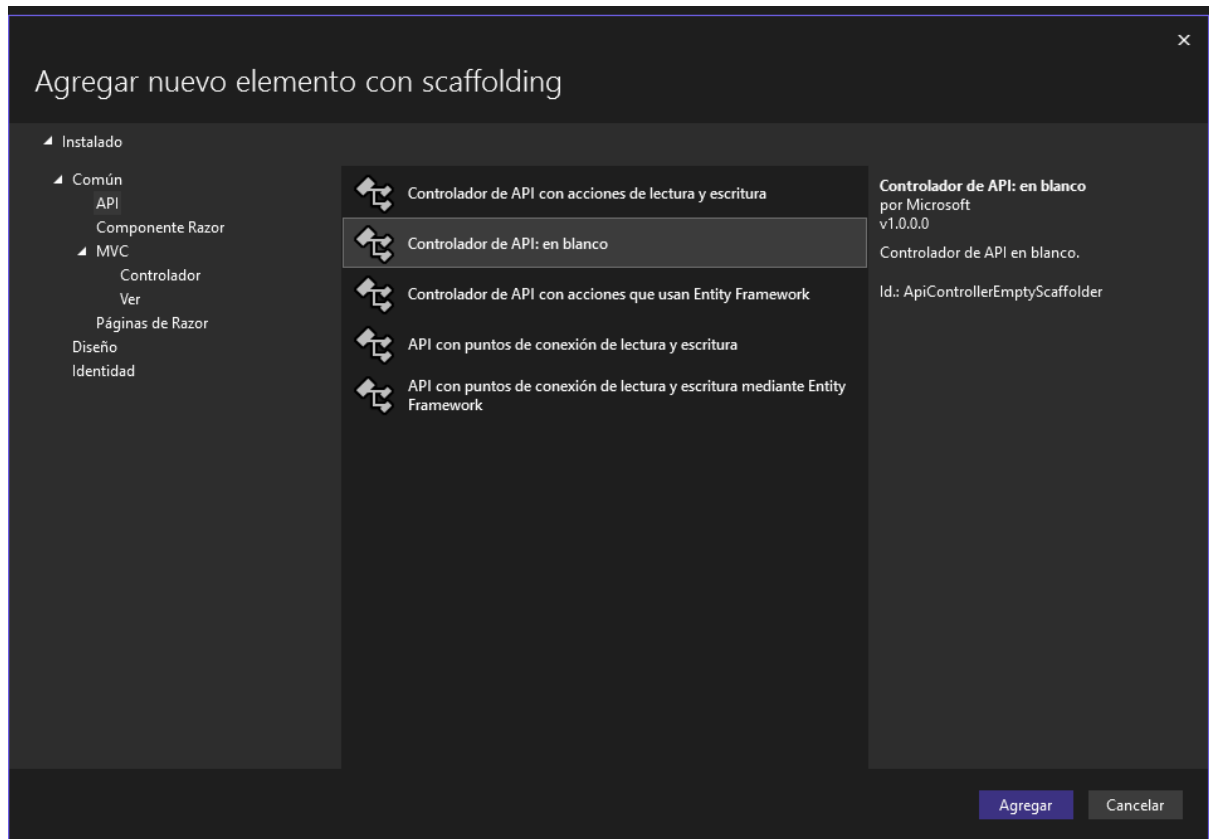 Agregar nuevo elemento con scaffolding
Instalado
Común
API
Componente Razor
MVC
Controlador
Ver
Páginas de Razor
Diseño
Identidad
Controlador de API con acciones de lectura y escritura
Controlador de API: en blanco
Controlador de API con acciones que usan Entity Framework
API con puntos de conexión de lectura y escritura
API con puntos de conexión de lectura y escritura mediante Entity
Framework
Controlador de API: en blanco
por Microsoft
v1.0.0.0
Controlador de API en blanco.
Id.: ApiControllerEmptyScaffolder
Agregar
Cancelar